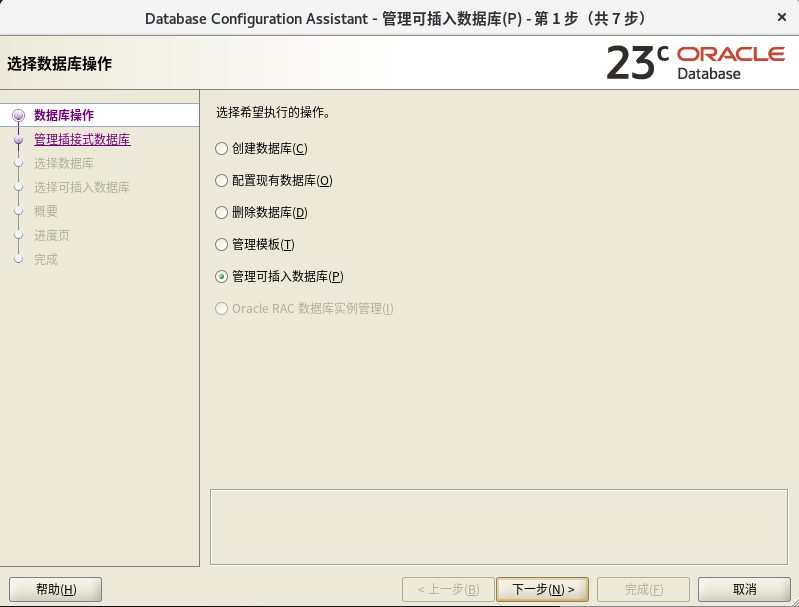 Database Configuration Assistant - 管理可插入数据库(P) - 第 1 步（共 7 步）
选择数据库操作
23c ORACLE Database
数据库操作
管理插接式数据库
选择数据库
选择可插入数据库
概要
进度页
完成
选择希望执行的操作。
创建数据库(C)
配置现有数据库(O)
删除数据库(D)
管理模板(T)
管理可插入数据库(P)
Oracle RAC 数据库实例管理(I)
帮助(H)
< 上一步(B)
下一步(N) >
完成(F)
取消